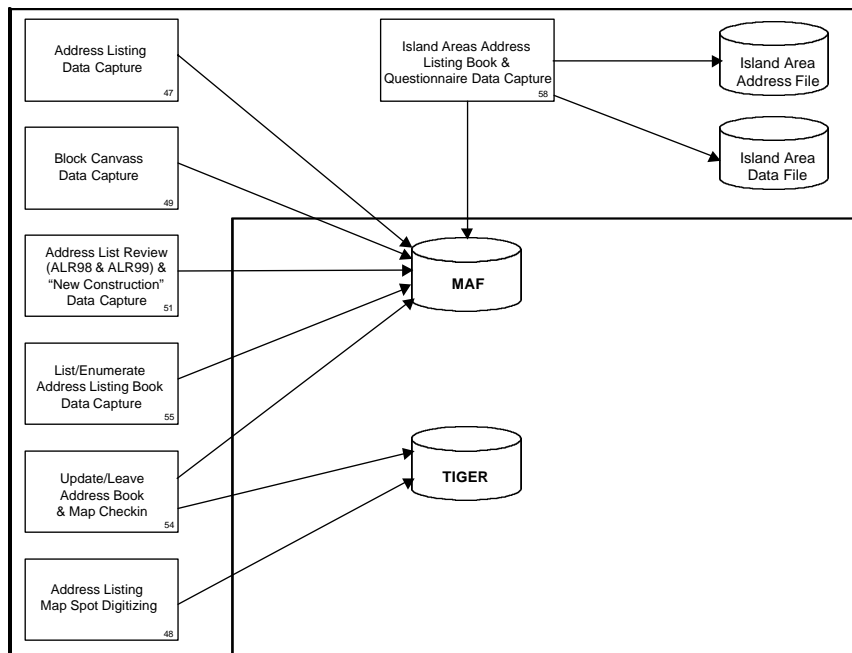 Address Listing
Data Capture
47
Block Canvass
Data Capture
49
Address List Review
(ALR98 & ALR99) &
“New Construction”
Data Capture
51
List/Enumerate
Address Listing Book
Data Capture
55
Update/Leave
Address Book
& Map Checkin
54
Address Listing
Map Spot Digitizing
48
Island Areas Address
Listing Book &
Questionnaire Data Capture
58
Island Area
Address File
Island Area
Data File
MAF
TIGER